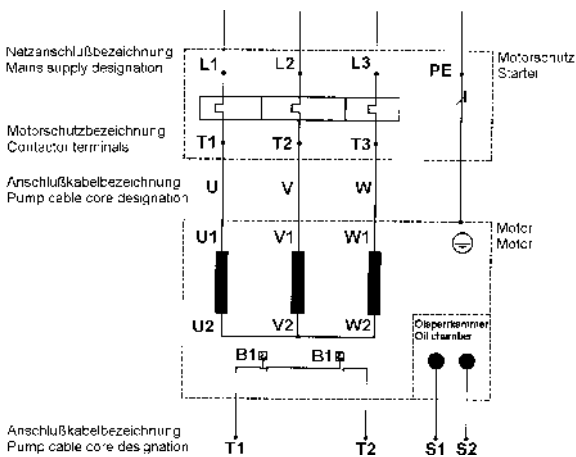 Netzanschlußbezeichnung
Mains supply designation
L1 L2 L3 PE
Motorschutz
Starter
Motorschutzbezeichnung
Contactor terminals
T1 T2 T3
Anschlußkabelbezeichnung
Pump cable core designation
U V W
Motor
Motor
U1 V1 W1
U2 V2 W2
Ölsperrkammer
Oil chamber
B1 B1
Anschlußkabelbezeichnung
Pump cable core designation
T1 T2 S1 S2